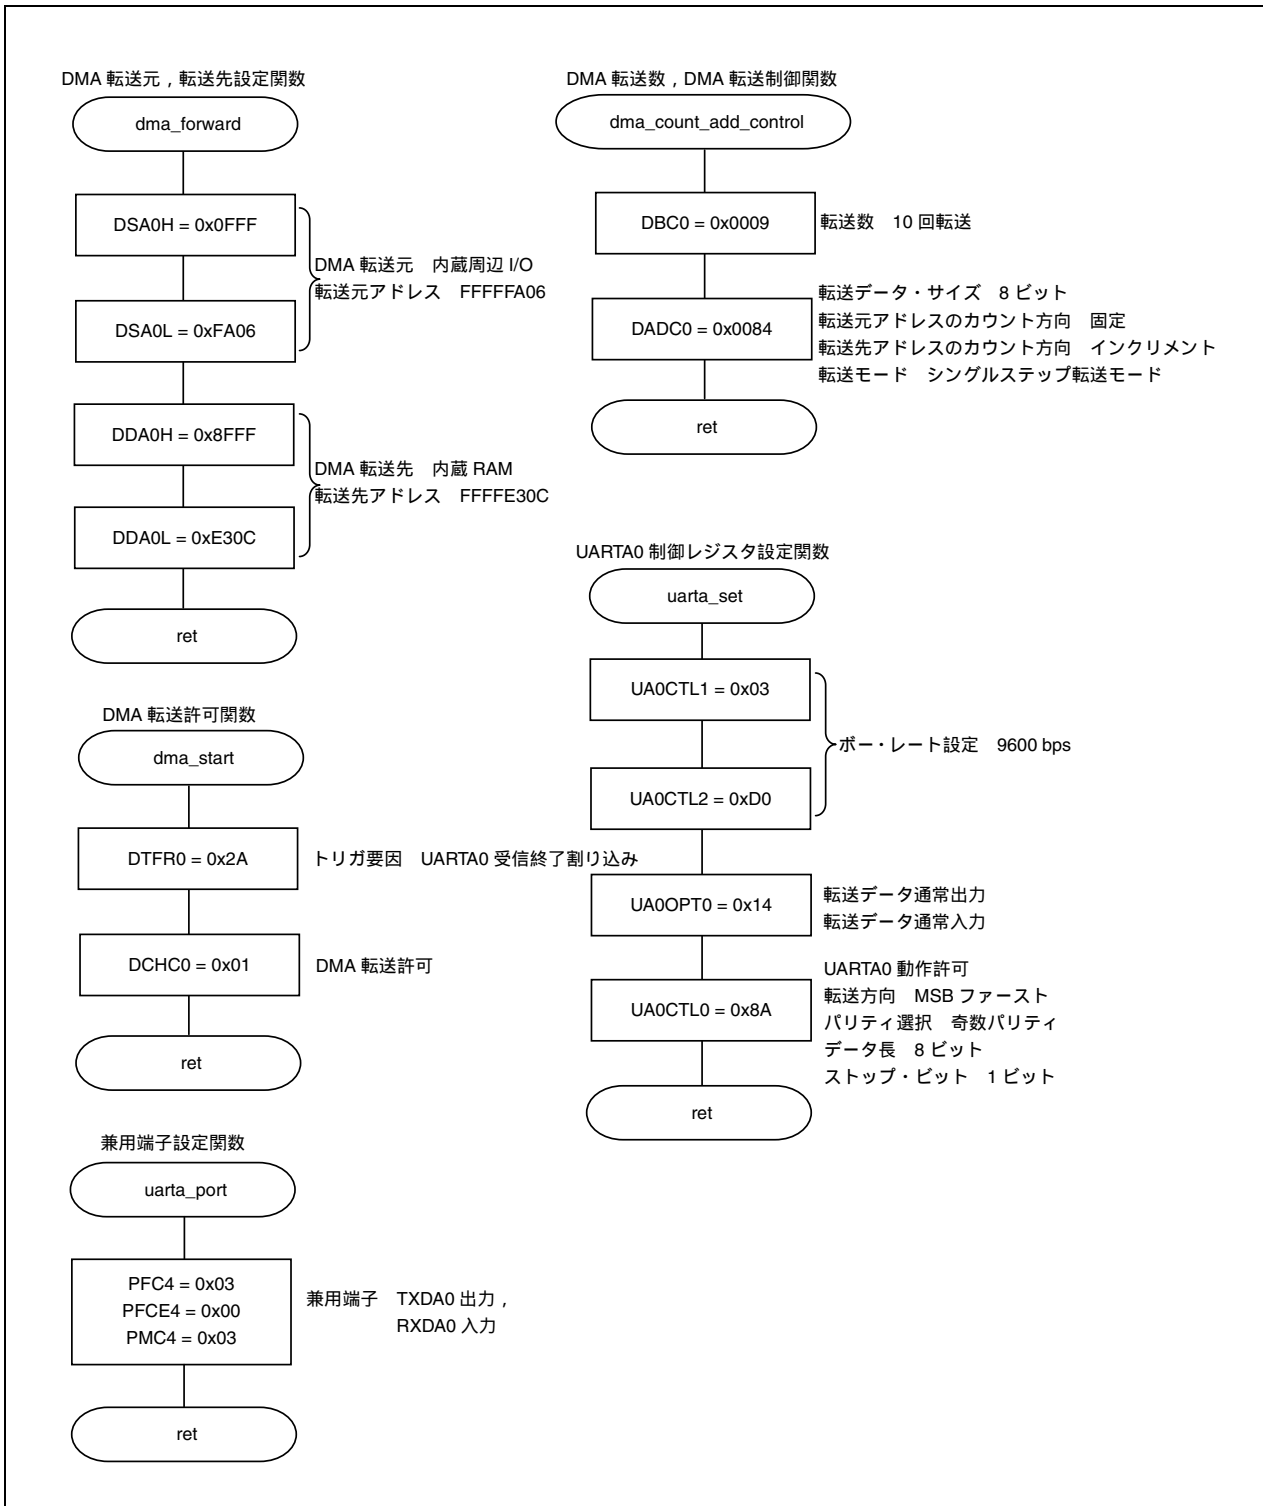 DMA 転送元，転送先設定関数
dma_forward
DSA0H = 0x0FFF
DSA0L = 0xFA06
DMA 転送元　内蔵周辺 I/O
転送元アドレス　FFFFFA06
DDA0H = 0x8FFF
DDA0L = 0xE30C
DMA 転送先　内蔵 RAM
転送先アドレス　FFFFE30C
ret
DMA 転送許可関数
dma_start
DTFR0 = 0x2A
トリガ要因　UARTA0 受信終了割り込み
DCHC0 = 0x01
DMA 転送許可
ret
兼用端子設定関数
uarta_port
PFC4 = 0x03
PFCE4 = 0x00
PMC4 = 0x03
兼用端子　TXDA0 出力，
RXDA0 入力
ret
DMA 転送数，DMA 転送制御関数
dma_count_add_control
DBC0 = 0x0009
転送数　10 回転送
DADC0 = 0x0084
転送データ・サイズ　8 ビット
転送元アドレスのカウント方向　固定
転送先アドレスのカウント方向　インクリメント
転送モード　シングルステップ転送モード
ret
UARTA0 制御レジスタ設定関数
uarta_set
UA0CTL1 = 0x03
UA0CTL2 = 0xD0
ボー・レート設定　9600 bps
UA0OPT0 = 0x14
転送データ通常出力
転送データ通常入力
UA0CTL0 = 0x8A
UARTA0 動作許可
転送方向　MSB ファースト
パリティ選択　奇数パリティ
データ長　8 ビット
ストップ・ビット　1 ビット
ret